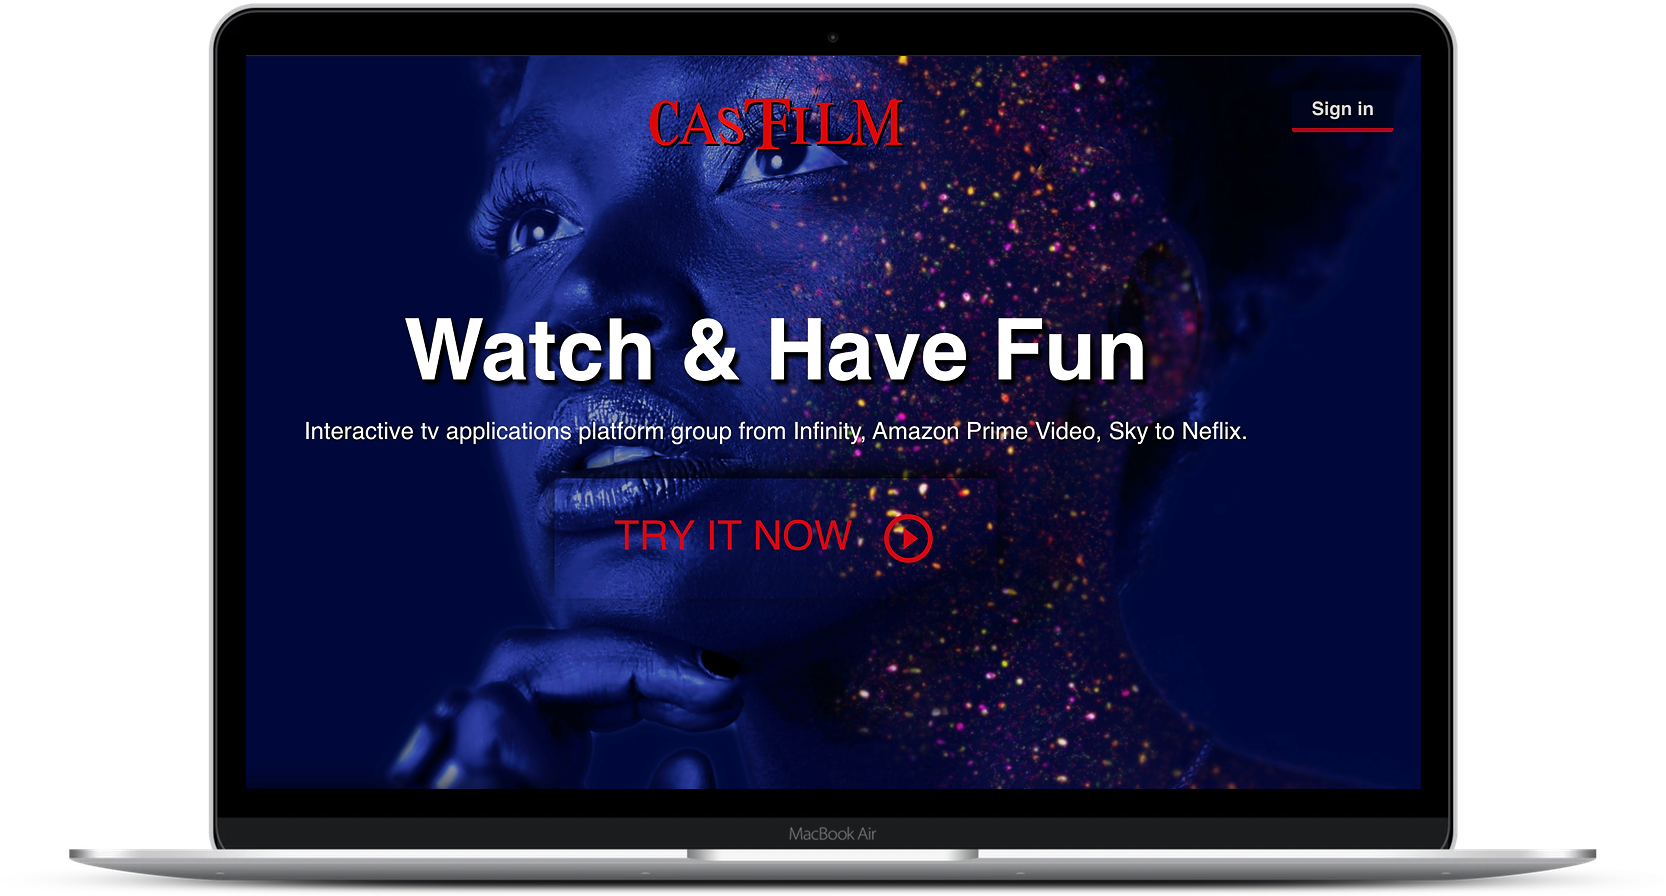 CASTFILM
Sign in
Watch & Have Fun
Interactive tv applications platform group from Infinity, Amazon Prime Video, Sky to Neflix.
TRY IT NOW
MacBook Air